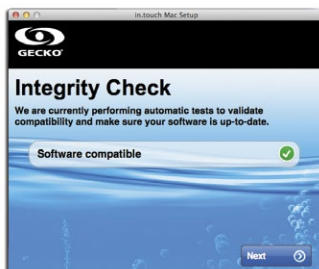 in.touch Mac Setup
GECKO
Integrity Check
We are currently performing automatic tests to validate
compatibility and make sure your software is up-to-date.
Software compatible
Next